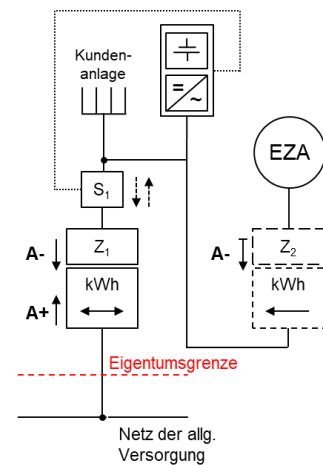 Kunden-
anlage
=
~
EZA
S1
A-
Z1
A-
Z2
kWh
A+
kWh
Eigentumsgrenze
Netz der allg.
Versorgung